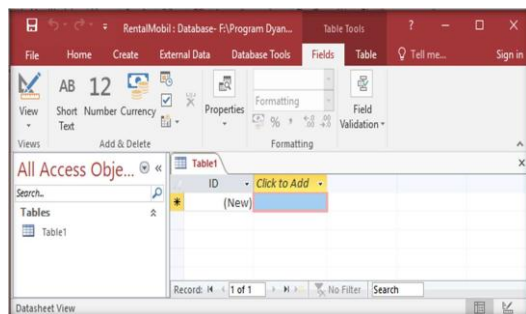 RentalMobil : Database- F:\Program Dyan... Table Tools
File Home Create External Data Database Tools Fields Table Tell me... Sign in
View
Views
AB Short Text
12 Number
Currency
Add & Delete
Properties
Formatting
% ,
Formatting
Field Validation
All Access Obje...
Search..
Tables
Table1
Table1
ID Click to Add
(New)
Record: 1 of 1 No Filter Search
Datasheet View